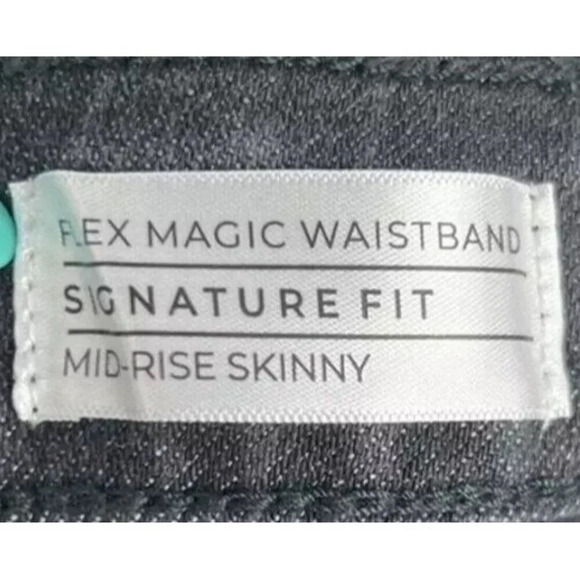 FLEX MAGIC WAISTBAND
SIGNATURE FIT
MID-RISE SKINNY